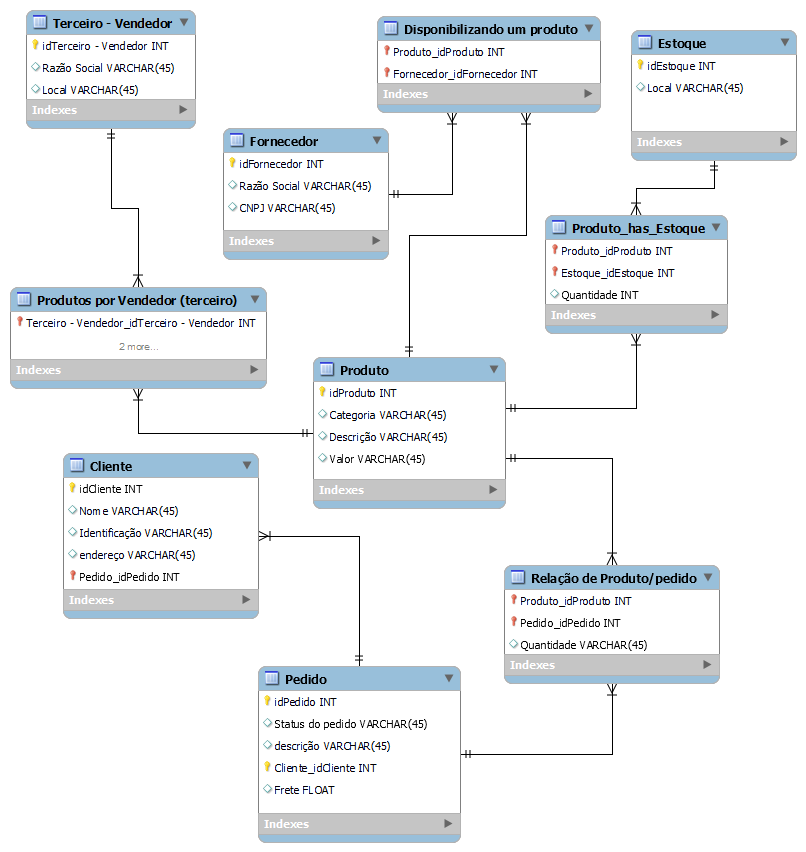 Terceiro - Vendedor
idTerceiro - Vendedor INT
Razão Social VARCHAR(45)
Local VARCHAR(45)
Indexes
Disponibilizando um produto
Produto_idProduto INT
Fornecedor_idFornecedor INT
Indexes
Estoque
idEstoque INT
Local VARCHAR(45)
Indexes
Fornecedor
idFornecedor INT
Razão Social VARCHAR(45)
CNPJ VARCHAR(45)
Indexes
Produto_has_Estoque
Produto_idProduto INT
Estoque_idEstoque INT
Quantidade INT
Indexes
Produtos por Vendedor (terceiro)
Terceiro - Vendedor_idTerceiro - Vendedor INT
2 more...
Indexes
Produto
idProduto INT
Categoria VARCHAR(45)
Descrição VARCHAR(45)
Valor VARCHAR(45)
Indexes
Cliente
idCliente INT
Nome VARCHAR(45)
Identificação VARCHAR(45)
endereço VARCHAR(45)
Pedido_idPedido INT
Indexes
Relação de Produto/pedido
Produto_idProduto INT
Pedido_idPedido INT
Quantidade VARCHAR(45)
Indexes
Pedido
idPedido INT
Status do pedido VARCHAR(45)
descrição VARCHAR(45)
Cliente_idCliente INT
Frete FLOAT
Indexes